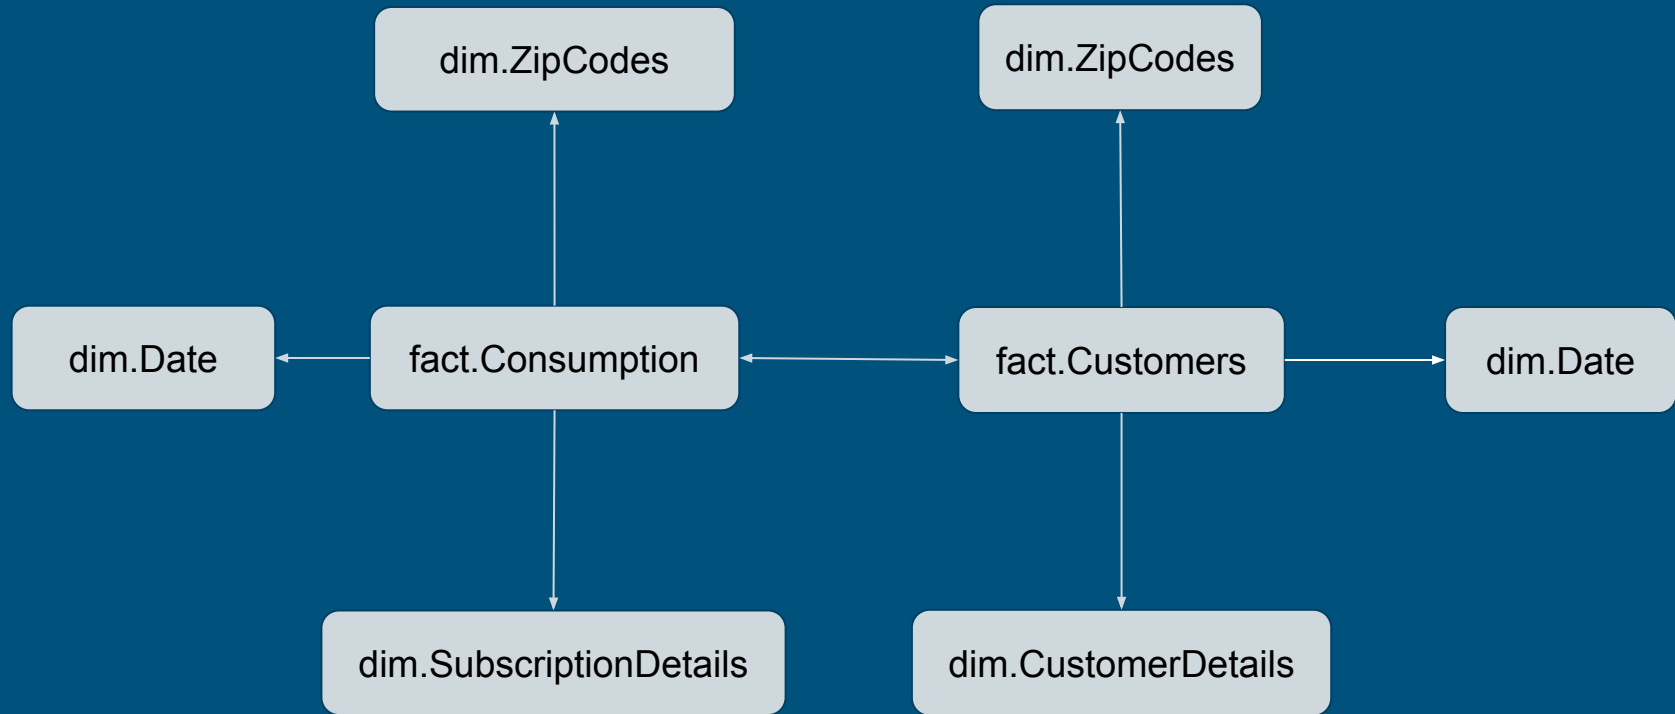 dim.ZipCodes
dim.ZipCodes
dim.Date
fact.Consumption
fact.Customers
dim.Date
dim.SubscriptionDetails
dim.CustomerDetails